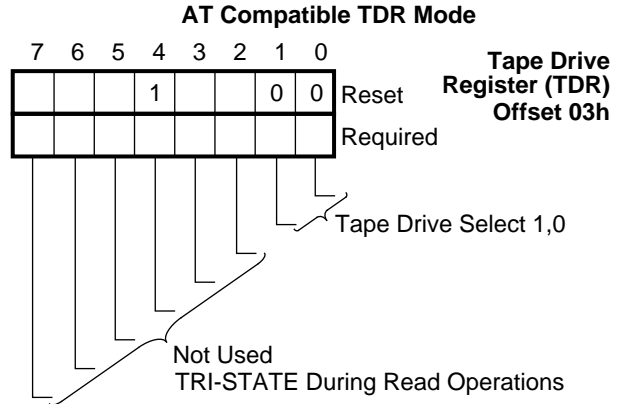 AT Compatible TDR Mode
7 6 5 4 3 2 1 0
Tape Drive
Register (TDR)
Offset 03h
1 0 0 Reset
Required
Tape Drive Select 1,0
Not Used
TRI-STATE During Read Operations